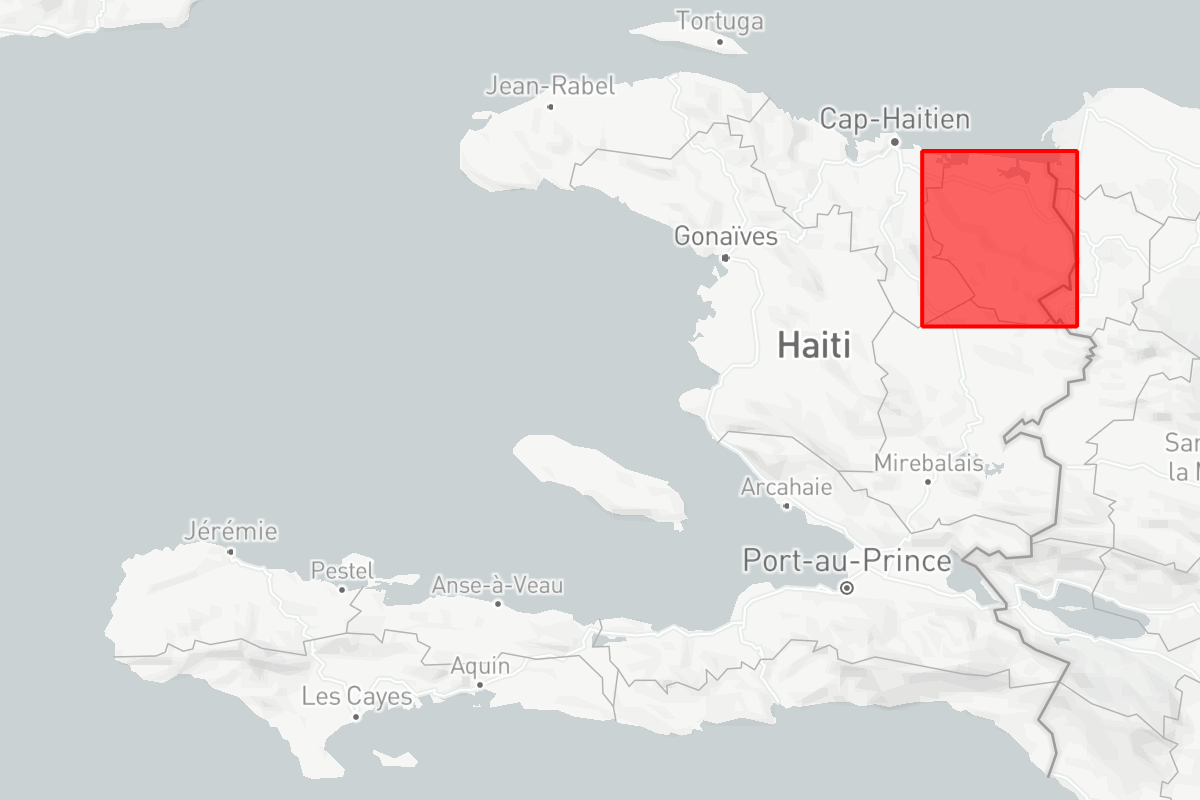 Tortuga
Jean-Rabel
Cap-Haitien
Gonaïves
Haiti
San
la M
Mirebalais
Arcahaie
Jérémie
Port-au-Prince
Pestel
Anse-à-Veau
Aquin
Les Cayes